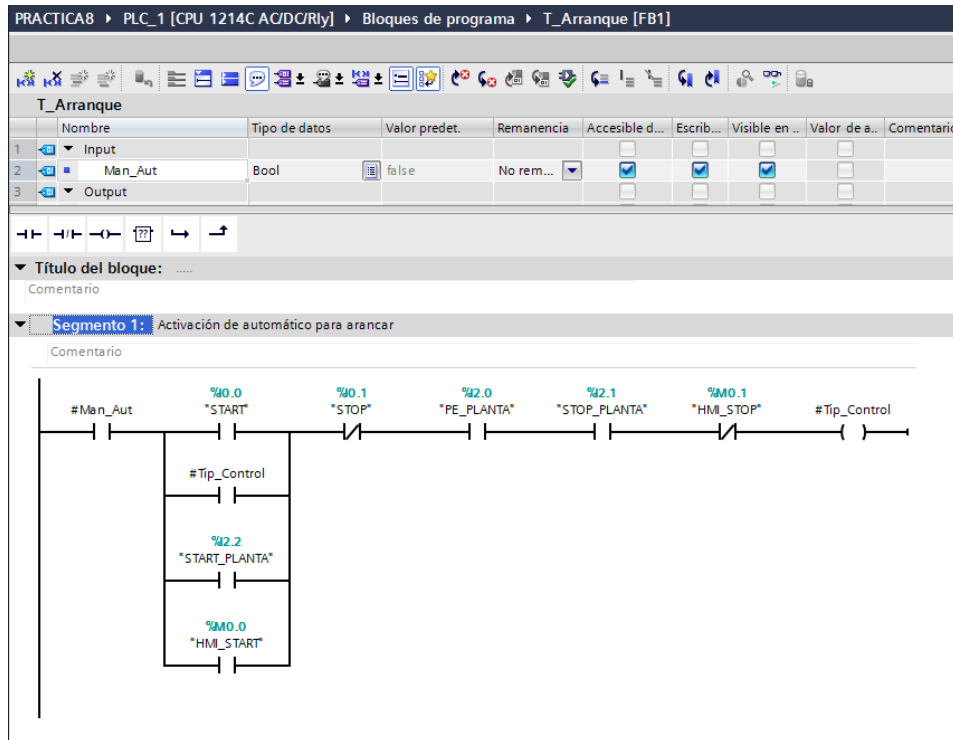 PRACTICA8 ▸ PLC_1 [CPU 1214C AC/DC/Rly] ▸ Bloques de programa ▸ T_Arranque [FB1]
T_Arranque
Nombre Tipo de datos Valor predet. Remanencia Accesible d... Escrib... Visible en .. Valor de a.. Comentario
1 Input
2 Man_Aut Bool false No rem...
3 Output
??
Título del bloque: .....
Comentario
Segmento 1: Activación de automático para arancar
Comentario
%I0.0 %I0.1 %I2.0 %I2.1 %M0.1
#Man_Aut "START" "STOP" "PE_PLANTA" "STOP_PLANTA" "HMI_STOP" #Tip_Control
#Tip_Control
%I2.2
"START_PLANTA"
%M0.0
"HMI_START"